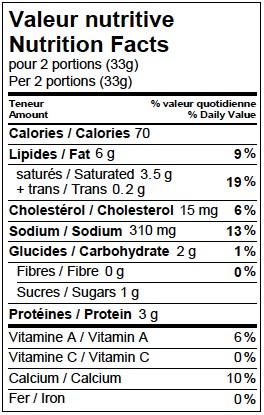 Valeur nutritive
Nutrition Facts
pour 2 portions (33g)
Per 2 portions (33g)
Teneur % valeur quotidienne
Amount % Daily Value
Calories / Calories 70
Lipides / Fat 6 g 9 %
saturés / Saturated 3.5 g
+ trans / Trans 0.2 g 19 %
Cholestérol / Cholesterol 15 mg 6 %
Sodium / Sodium 310 mg 13 %
Glucides / Carbohydrate 2 g 1 %
Fibres / Fibre 0 g 0 %
Sucres / Sugars 1 g
Protéines / Protein 3 g
Vitamine A / Vitamin A 6 %
Vitamine C / Vitamin C 0 %
Calcium / Calcium 10 %
Fer / Iron 0 %